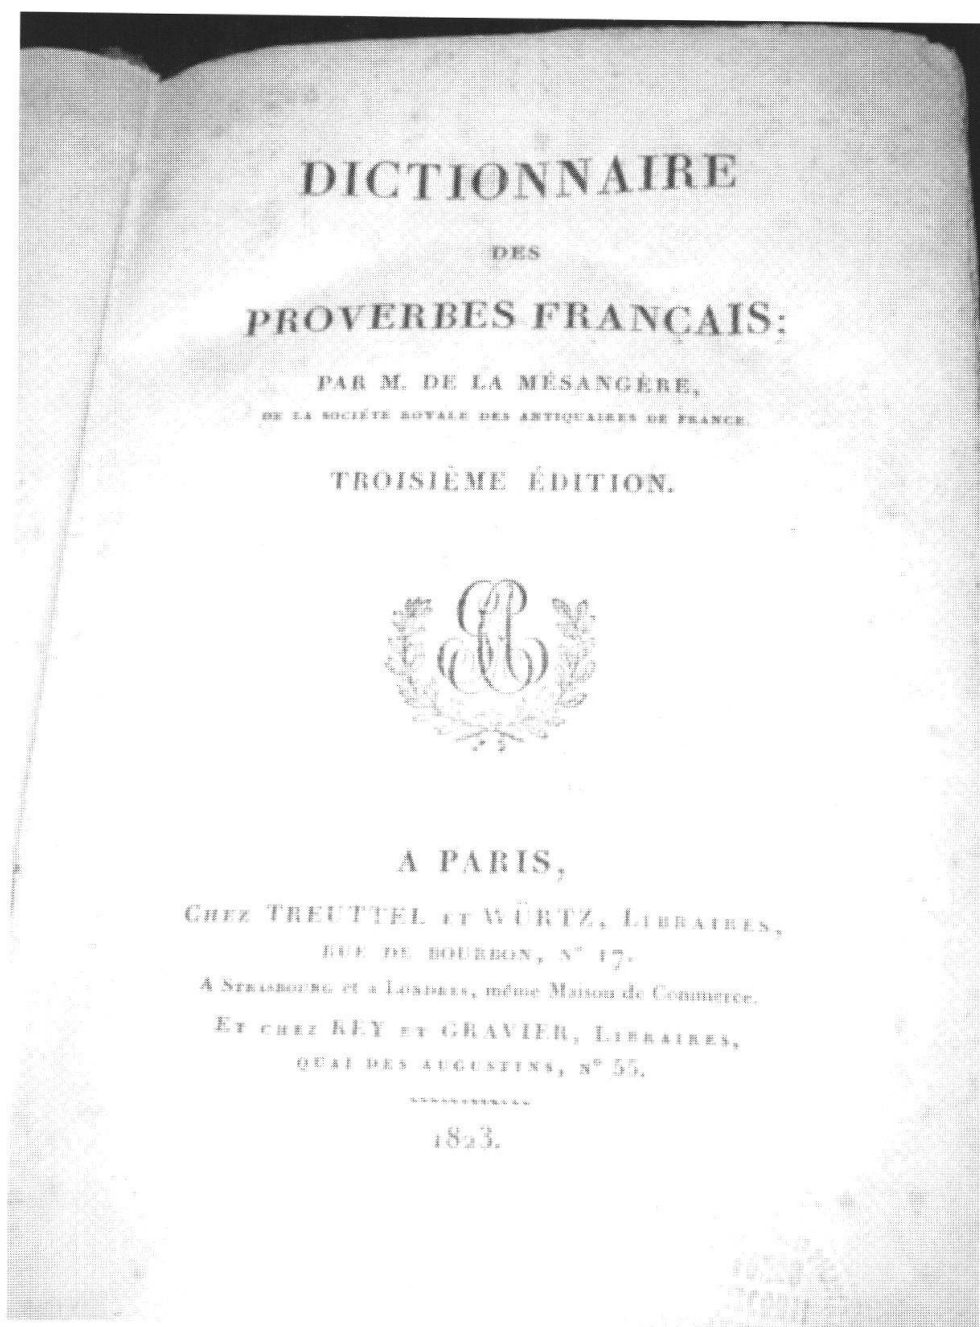 DICTIONNAIRE
DES
PROVERBES FRANÇAIS;
PAR M. DE LA MÉSANGÈRE,
DE LA SOCIÉTÉ ROYALE DES ANTIQUAIRES DE FRANCE.
TROISIÈME ÉDITION.
A PARIS,
CHEZ TREUTTEL ET WÜRTZ, LIBRAIRES,
RUE DE BOURBON, N° 17.
A STRASBOURG et à LONDRES, même Maison de Commerce.
ET CHEZ REY ET GRAVIER, LIBRAIRES,
QUAI DES AUGUSTINS, N° 55.
1823.